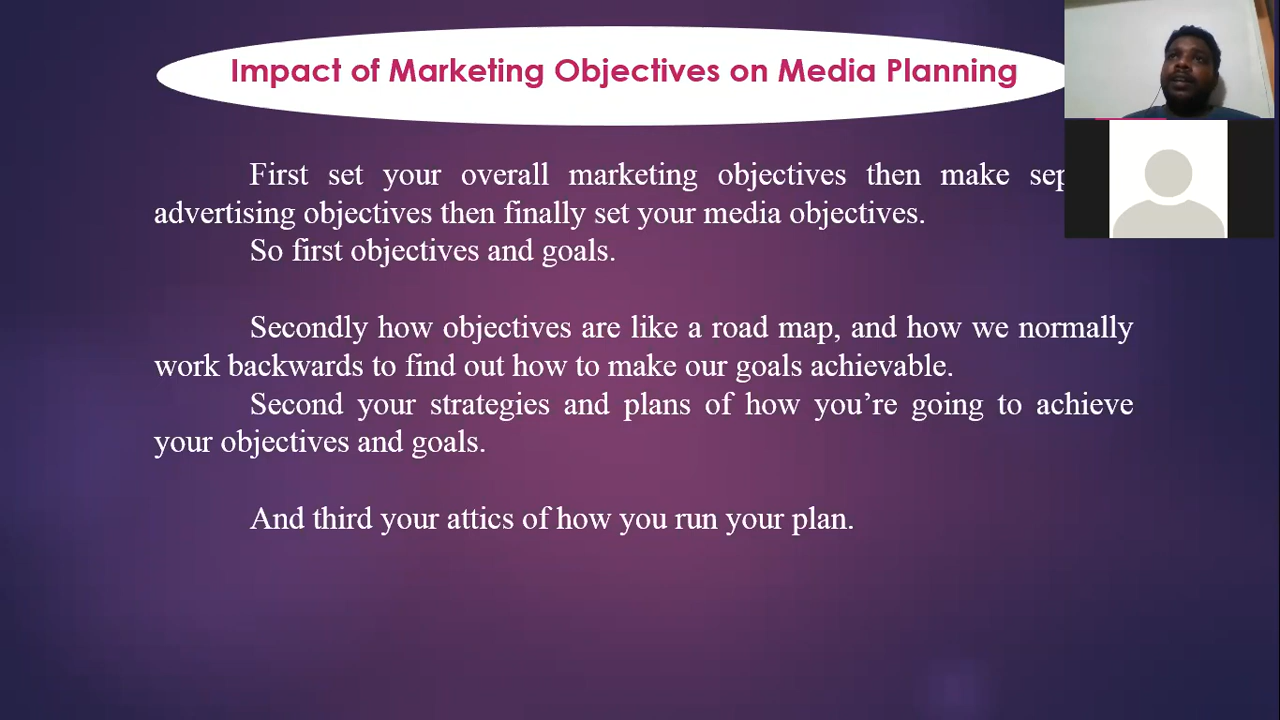 Impact of Marketing Objectives on Media Planning
First set your overall marketing objectives then make
advertising objectives then finally set your media objectives.
So first objectives and goals.
Secondly how objectives are like a road map, and how we normally
work backwards to find out how to make our goals achievable.
Second your strategies and plans of how you’re going to achieve
your objectives and goals.
And third your attics of how you run your plan.